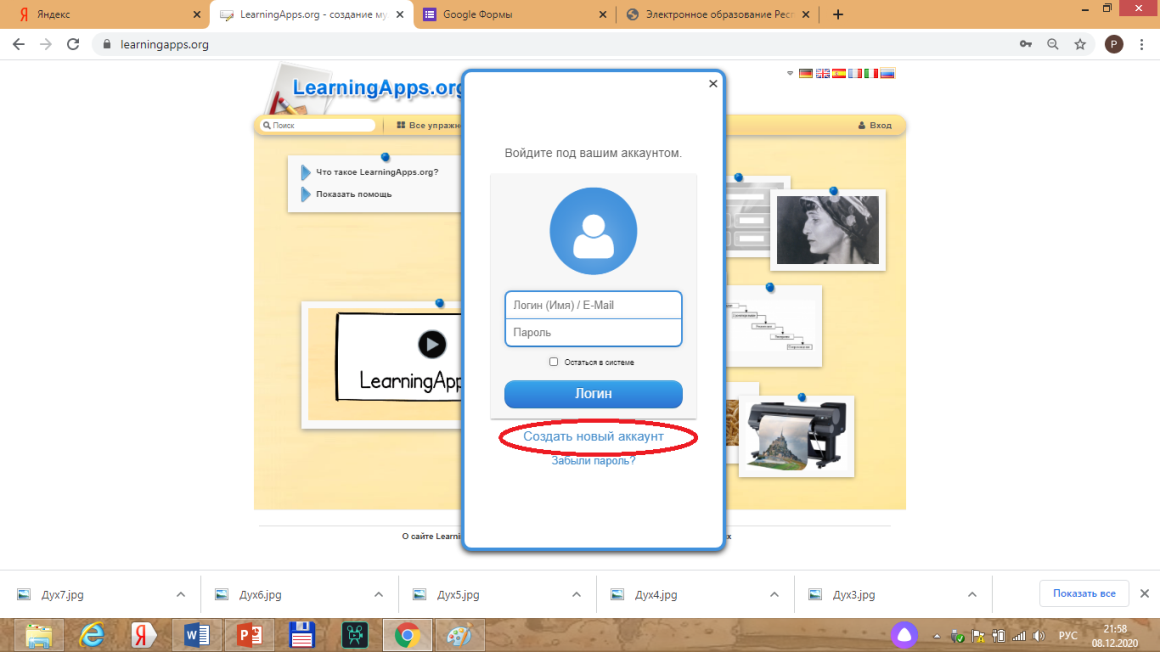 Яндекс
LearningApps.org - создание му
Google Формы
Электронное образование Респ
learningapps.org
P
LearningApps.org
Поиск
Все упражн
Вход
Что такое LearningApps.org?
Показать помощь
LearningApp
Войдите под вашим аккаунтом.
Логин (Имя) / E-Mail
Пароль
Остаться в системе
Логин
Создать новый аккаунт
Забыли пароль?
О сайте Learni
х
Дух7.jpg
Дух6.jpg
Дух5.jpg
Дух4.jpg
Дух3.jpg
Показать все
РУС
21:58
08.12.2020